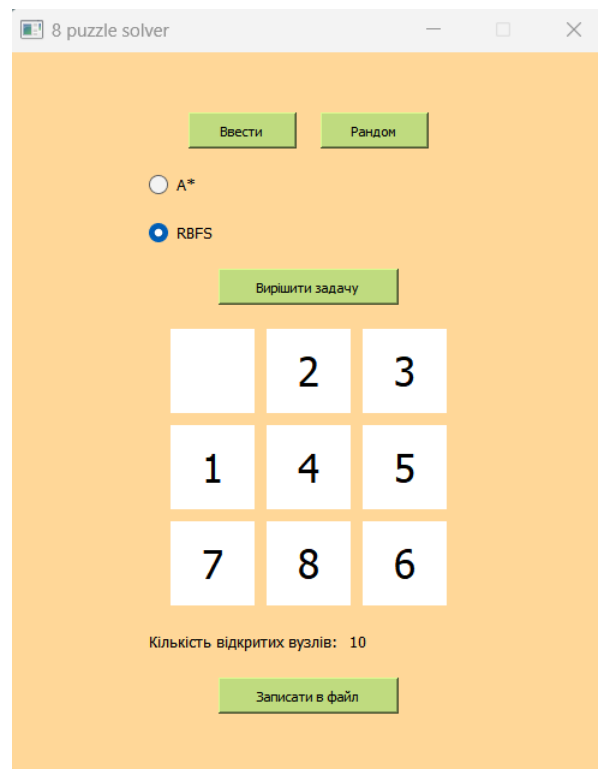 8 puzzle solver
Ввести Рандом
A*
RBFS
Вирішити задачу
2 3
1 4 5
7 8 6
Кількість відкритих вузлів: 10
Записати в файл